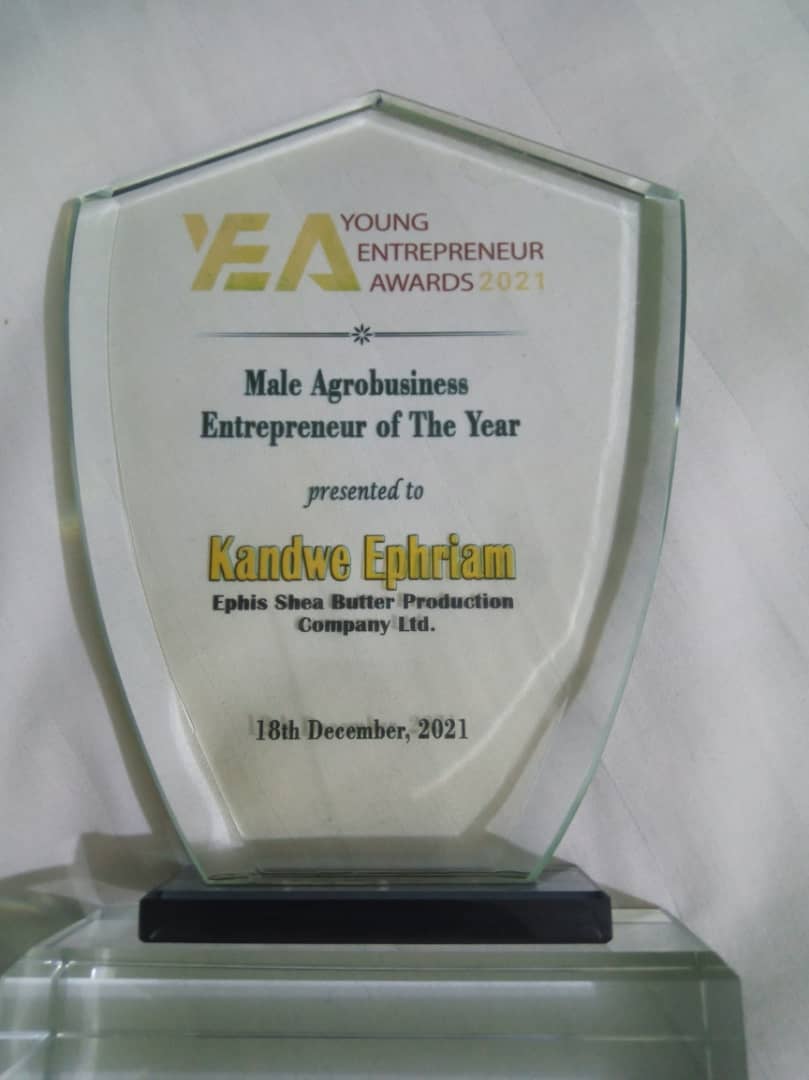 YEA YOUNG
ENTREPRENEUR
AWARDS 2021
Male Agrobusiness
Entrepreneur of The Year
presented to
Kandwe Ephriam
Ephis Shea Butter Production
Company Ltd.
18th December, 2021